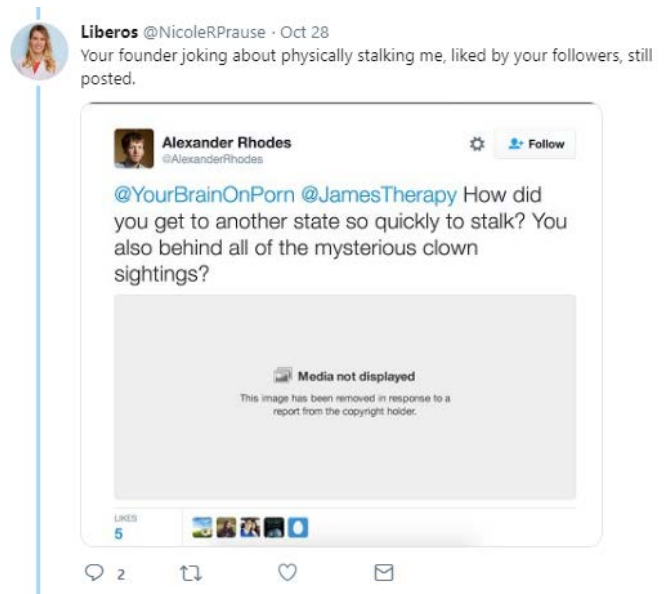 Liberos @NicoleRPrause · Oct 28
Your founder joking about physically stalking me, liked by your followers, still
posted.
Alexander Rhodes
@AlexanderRhodes
Follow
@YourBrainOnPorn @JamesTherapy How did
you get to another state so quickly to stalk? You
also behind all of the mysterious clown
sightings?
Media not displayed
This image has been removed in response to a
report from the copyright holder.
LIKES
5
2